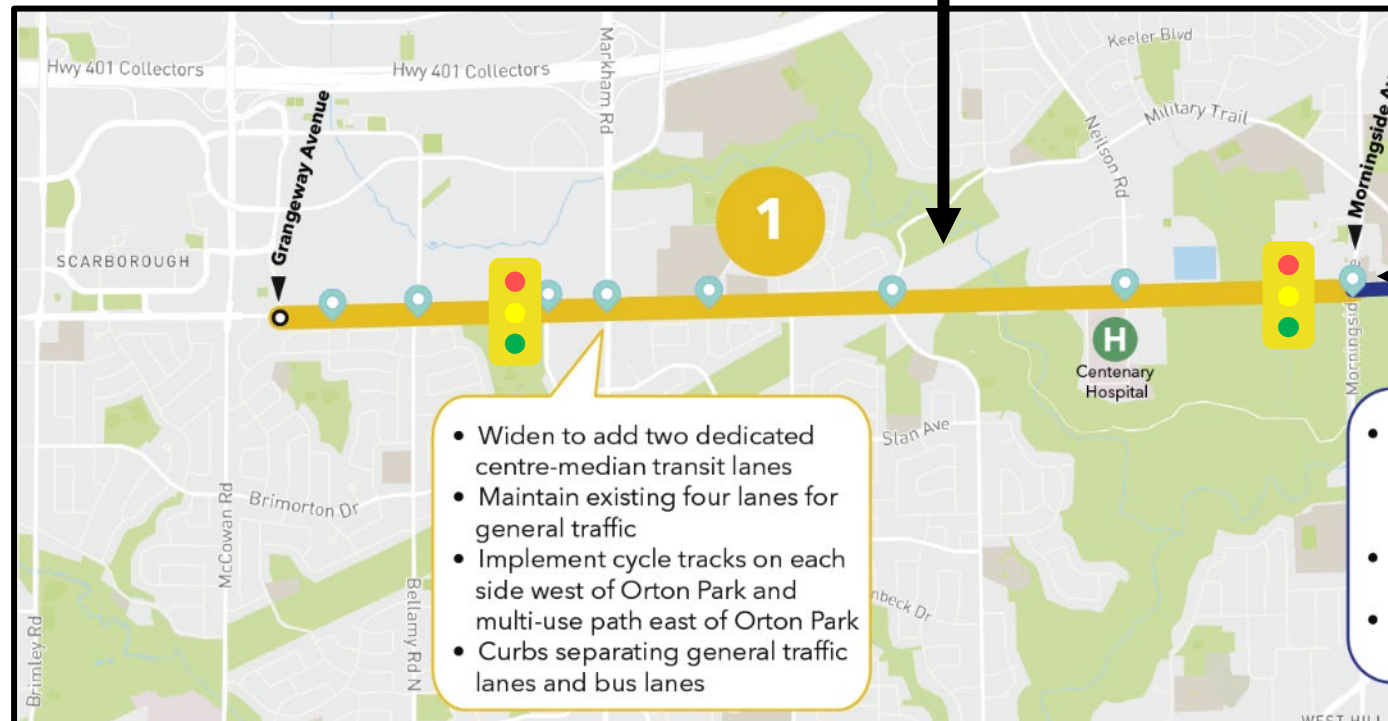 Keeler Blvd
Hwy 401 Collectors
Hwy 401 Collectors
Markham Rd
Military Trail
Neilson Rd
Grangeway Avenue
Morningside
1
SCARBOROUGH
H
Centenary
Hospital
Slan Ave
Brimorton Dr
McCowan Rd
Bellamy Rd N
Brimley Rd
• Widen to add two dedicated
centre-median transit lanes
• Maintain existing four lanes for
general traffic
• Implement cycle tracks on each
side west of Orton Park and
multi-use path east of Orton Park
• Curbs separating general traffic
lanes and bus lanes
WEST HILL